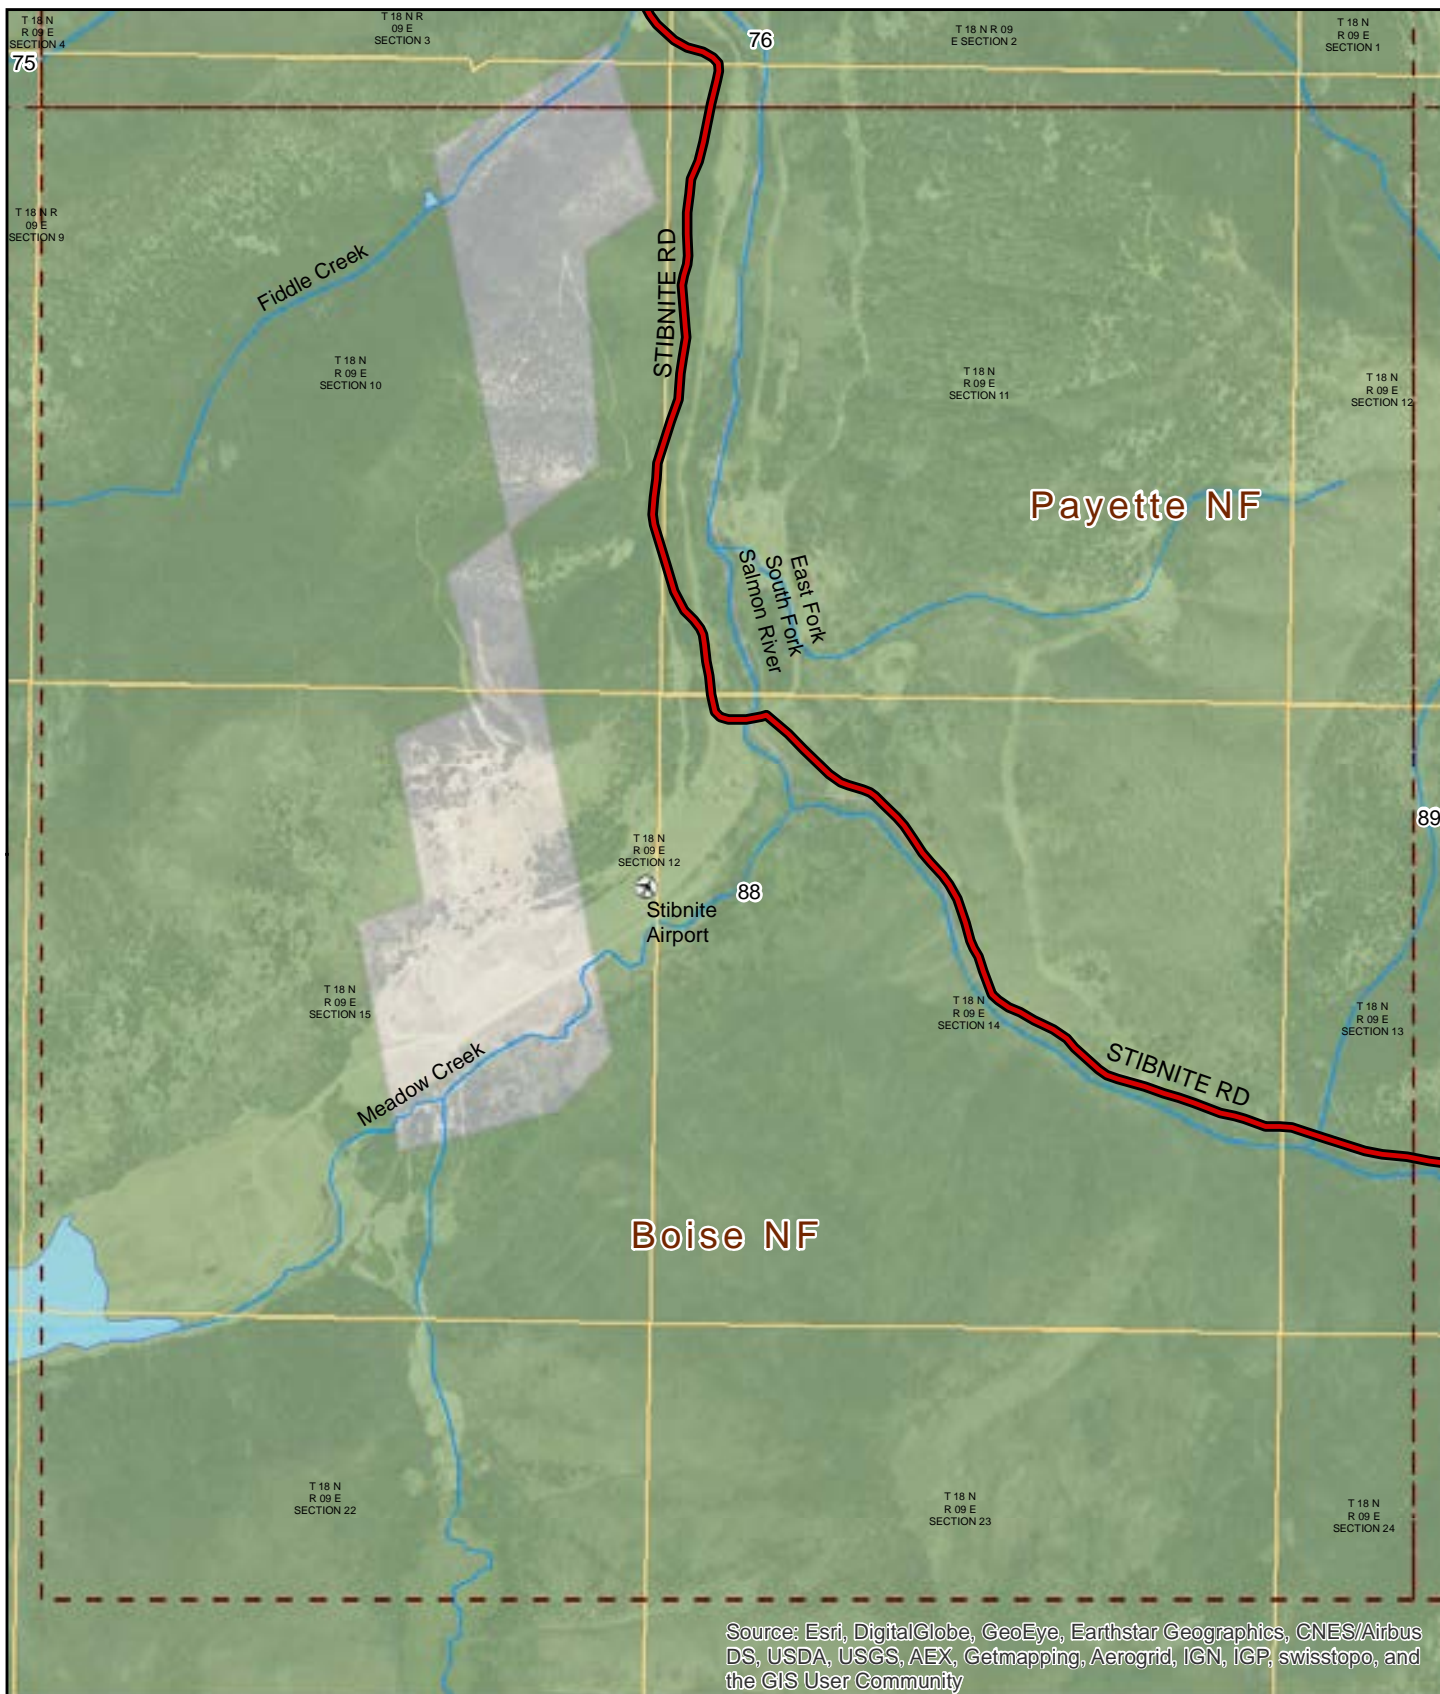 T 18 N
R 09 E
SECTION 4
T 18 N R
09 E
SECTION 3
T 18 N R 09
E SECTION 2
T 18 N
R 09 E
SECTION 1
75
76
T 18 N R
09 E
SECTION 9
Fiddle Creek
STIBNITE RD
T 18 N
R 09 E
SECTION 10
T 18 N
R 09 E
SECTION 11
T 18 N
R 09 E
SECTION 12
Payette NF
East Fork
South Fork
Salmon River
89
T 18 N
R 09 E
SECTION 12
88
Stibnite
Airport
T 18 N
R 09 E
SECTION 15
T 18 N
R 09 E
SECTION 14
T 18 N
R 09 E
SECTION 13
Meadow Creek
STIBNITE RD
Boise NF
T 18 N
R 09 E
SECTION 22
T 18 N
R 09 E
SECTION 23
T 18 N
R 09 E
SECTION 24
Source: Esri, DigitalGlobe, GeoEye, Earthstar Geographics, CNES/Airbus
DS, USDA, USGS, AEX, Getmapping, Aerogrid, IGN, IGP, swisstopo, and
the GIS User Community